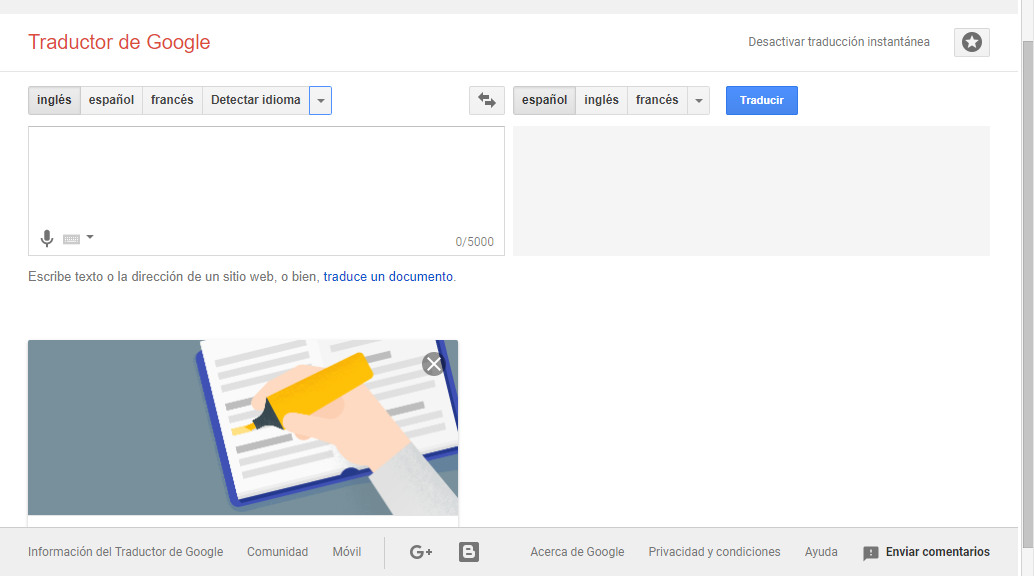 Traductor de Google
Desactivar traducción instantánea
inglés español francés Detectar idioma
español inglés francés Traducir
0/5000
Escribe texto o la dirección de un sitio web, o bien, traduce un documento.
Información del Traductor de Google Comunidad Móvil G+ B Acerca de Google Privacidad y condiciones Ayuda Enviar comentarios